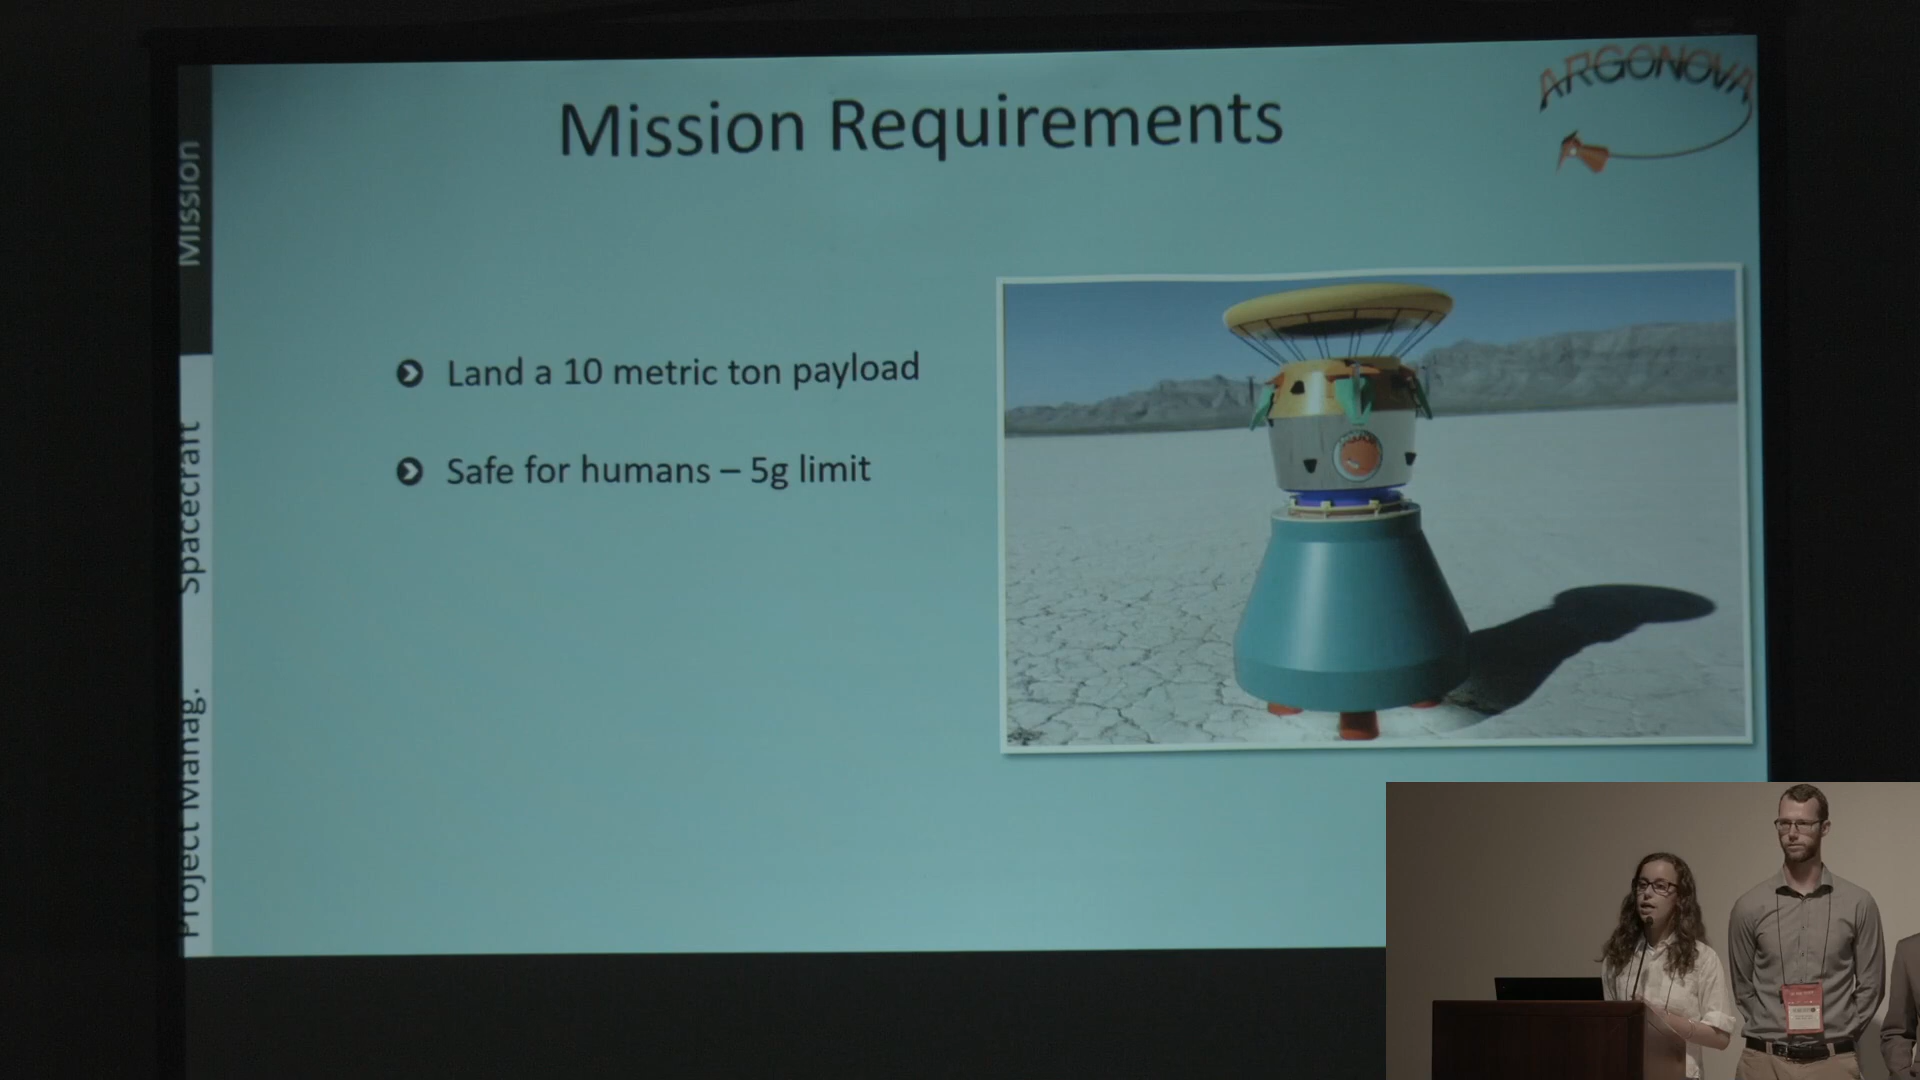 ARGONOVA
Mission Requirements
Mission
Land a 10 metric ton payload
Safe for humans – 5g limit
Spacecraft
Project Manag.